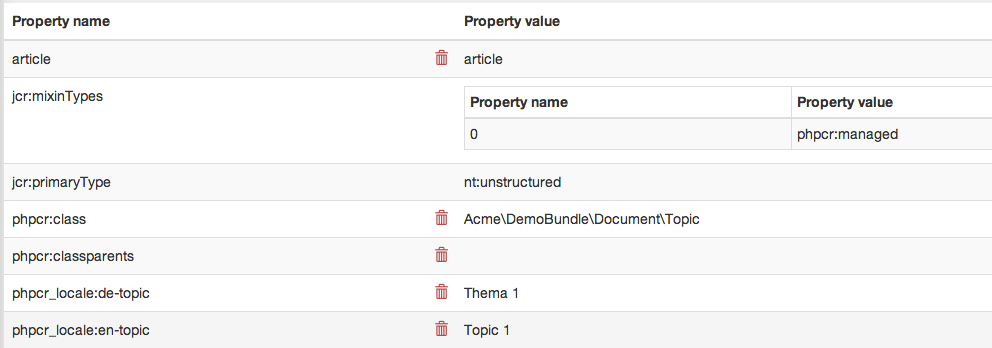 Property name Property value
article article
jcr:mixinTypes
Property name Property value
0 phpcr:managed
jcr:primaryType nt:unstructured
phpcr:class Acme\DemoBundle\Document\Topic
phpcr:classparents
phpcr_locale:de-topic Thema 1
phpcr_locale:en-topic Topic 1